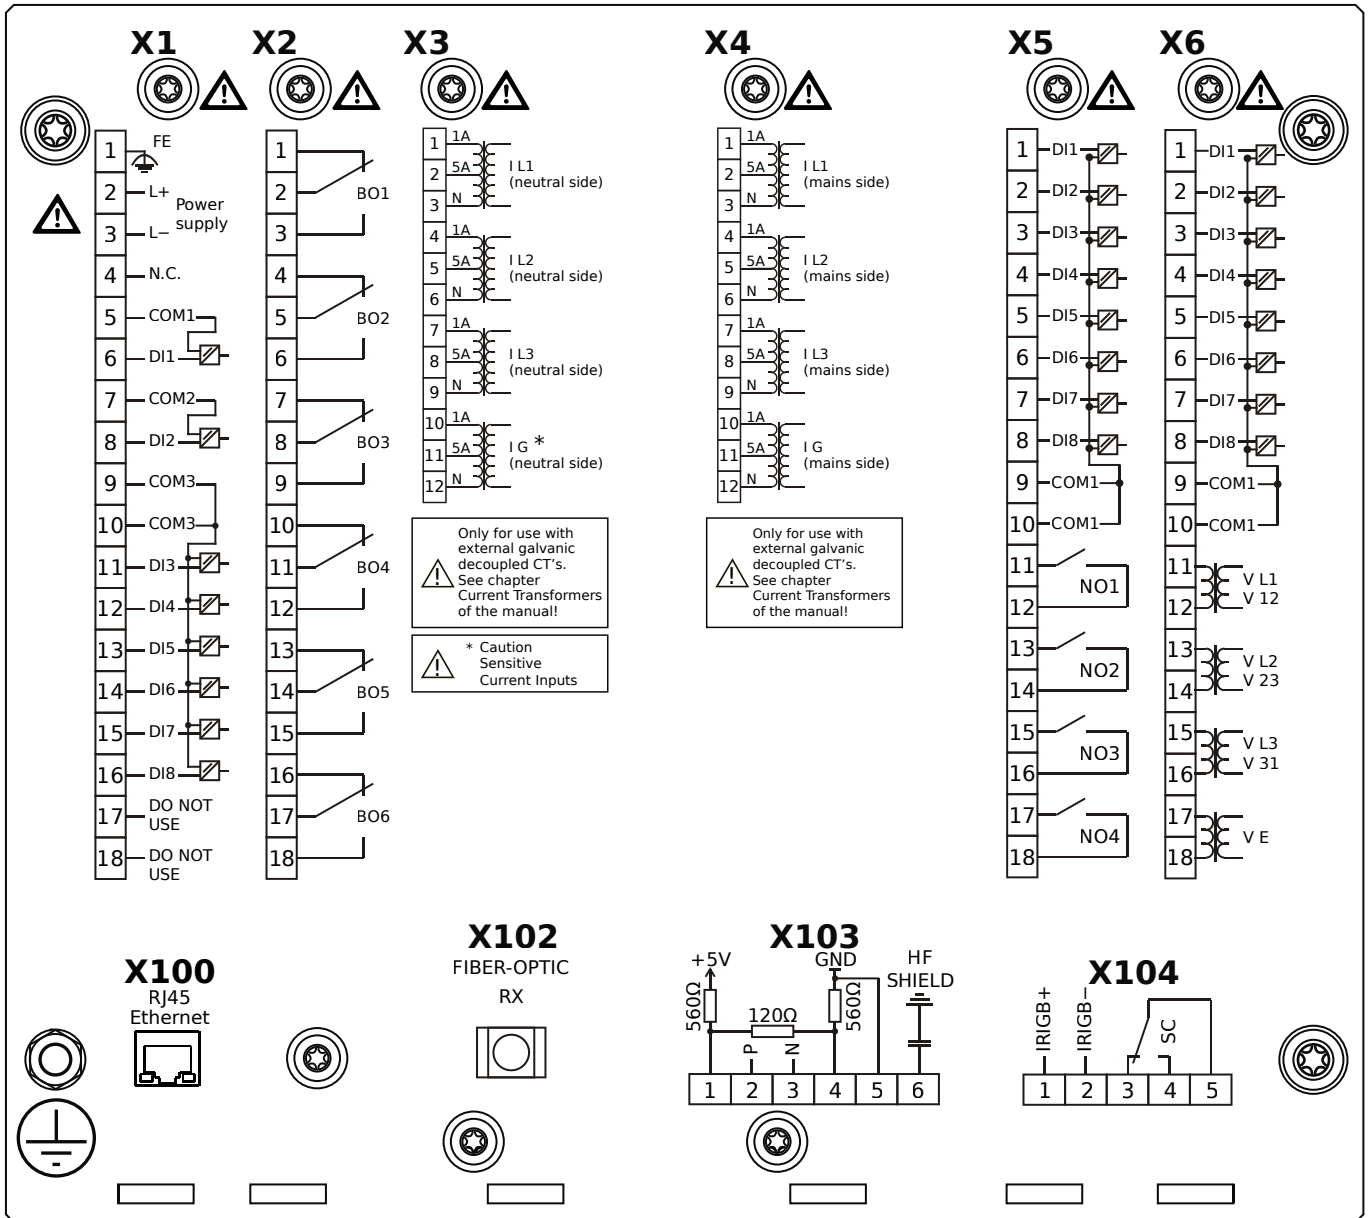 X1
X2
X3
X4
X5
X6
1
FE
2
L+
Power
supply
3
L−
4
N.C.
5
COM1
6
DI1
7
COM2
8
DI2
9
COM3
10
COM3
11
DI3
12
DI4
13
DI5
14
DI6
15
DI7
16
DI8
17
DO NOT
USE
18
DO NOT
USE
1
2
BO1
3
4
5
BO2
6
7
8
BO3
9
10
11
BO4
12
13
14
BO5
15
16
17
BO6
18
1
1A
2
5A
3
N
I L1
(neutral side)
4
1A
5
5A
6
N
I L2
(neutral side)
7
1A
8
5A
9
N
I L3
(neutral side)
10
1A
11
5A
12
N
I G *
(neutral side)
Only for use with
external galvanic
decoupled CT's.
See chapter
Current Transformers
of the manual!
* Caution
Sensitive
Current Inputs
1
1A
2
5A
3
N
I L1
(mains side)
4
1A
5
5A
6
N
I L2
(mains side)
7
1A
8
5A
9
N
I L3
(mains side)
10
1A
11
5A
12
N
I G
(mains side)
Only for use with
external galvanic
decoupled CT's.
See chapter
Current Transformers
of the manual!
1
DI1
2
DI2
3
DI3
4
DI4
5
DI5
6
DI6
7
DI7
8
DI8
9
COM1
10
COM1
11
12
NO1
13
14
NO2
15
16
NO3
17
18
NO4
1
DI1
2
DI2
3
DI3
4
DI4
5
DI5
6
DI6
7
DI7
8
DI8
9
COM1
10
COM1
11
12
V L1
V 12
13
14
V L2
V 23
15
16
V L3
V 31
17
18
V E
X100
RJ45
Ethernet
X102
FIBER-OPTIC
RX
X103
+5V
GND
HF
SHIELD
560Ω
120Ω
560Ω
P
N
1 2 3 4 5 6
X104
IRIGB+
IRIGB−
SC
1 2 3 4 5